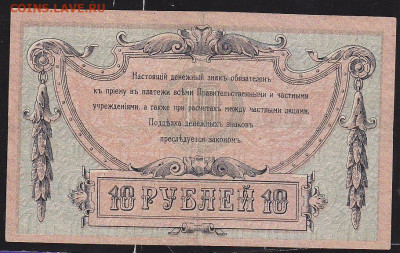 COINS.LAVE.RU
Настоящій денежный знакъ обязателенъ
къ пріему въ платежи всѣми Правительственными и частными
учрежденіями, а также при расчетахъ между частными лицами.
Поддѣлка денежныхъ знаковъ
преслѣдуется закономъ.
10 РУБЛЕЙ 10